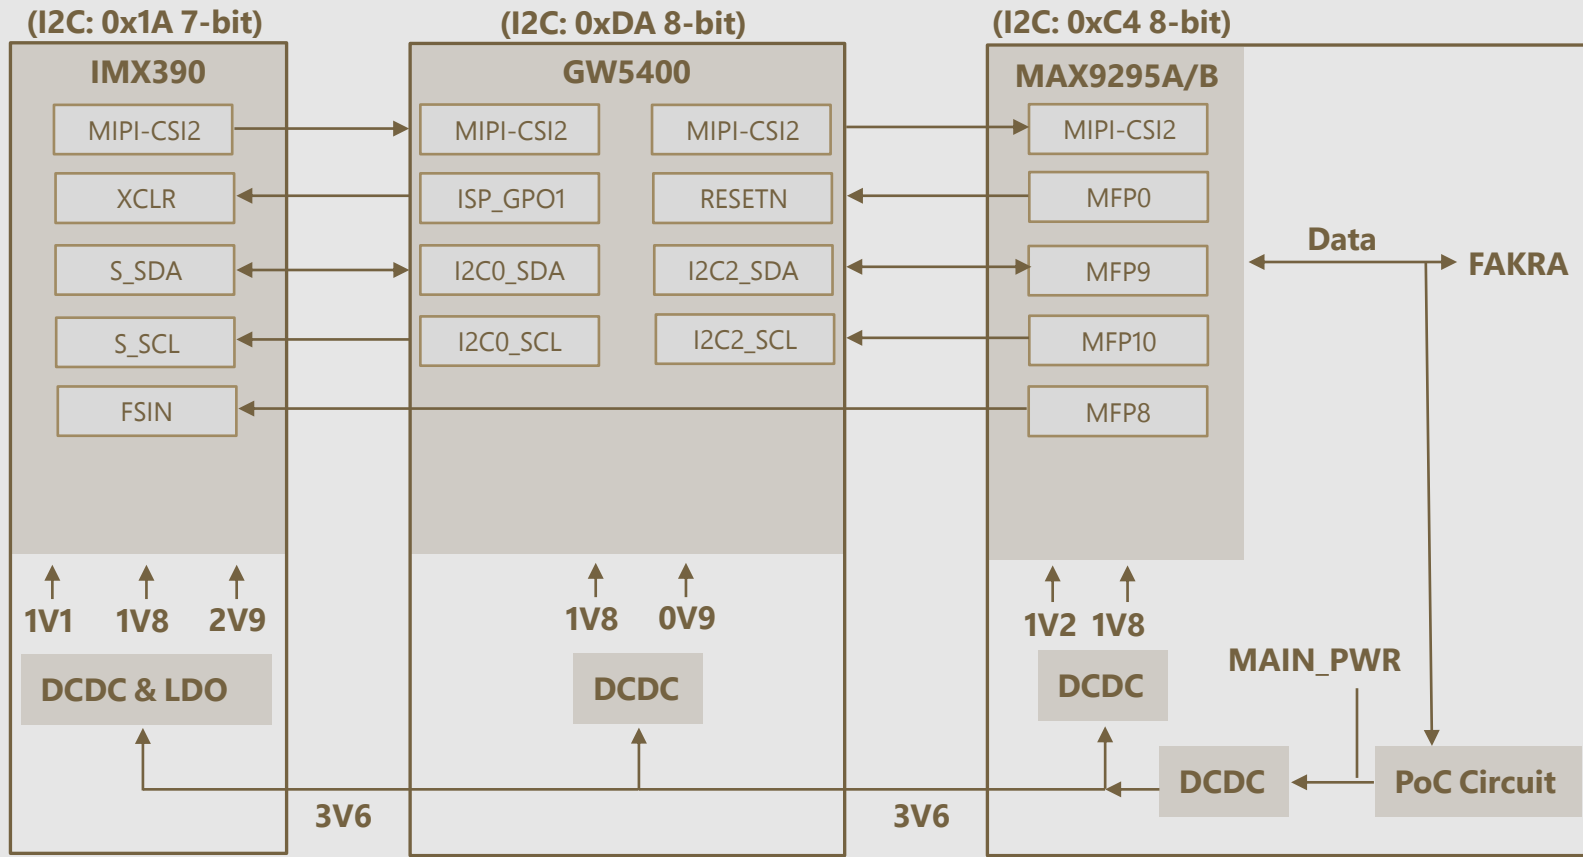 (I2C: 0x1A 7-bit)
(I2C: 0xDA 8-bit)
(I2C: 0xC4 8-bit)
IMX390
GW5400
MAX9295A/B
MIPI-CSI2
MIPI-CSI2
MIPI-CSI2
MIPI-CSI2
XCLR
ISP_GPO1
RESETN
MFP0
S_SDA
I2C0_SDA
I2C2_SDA
MFP9
Data
FAKRA
S_SCL
I2C0_SCL
I2C2_SCL
MFP10
FSIN
MFP8
1V1
1V8
2V9
1V8
0V9
1V2
1V8
MAIN_PWR
DCDC & LDO
DCDC
DCDC
DCDC
PoC Circuit
3V6
3V6